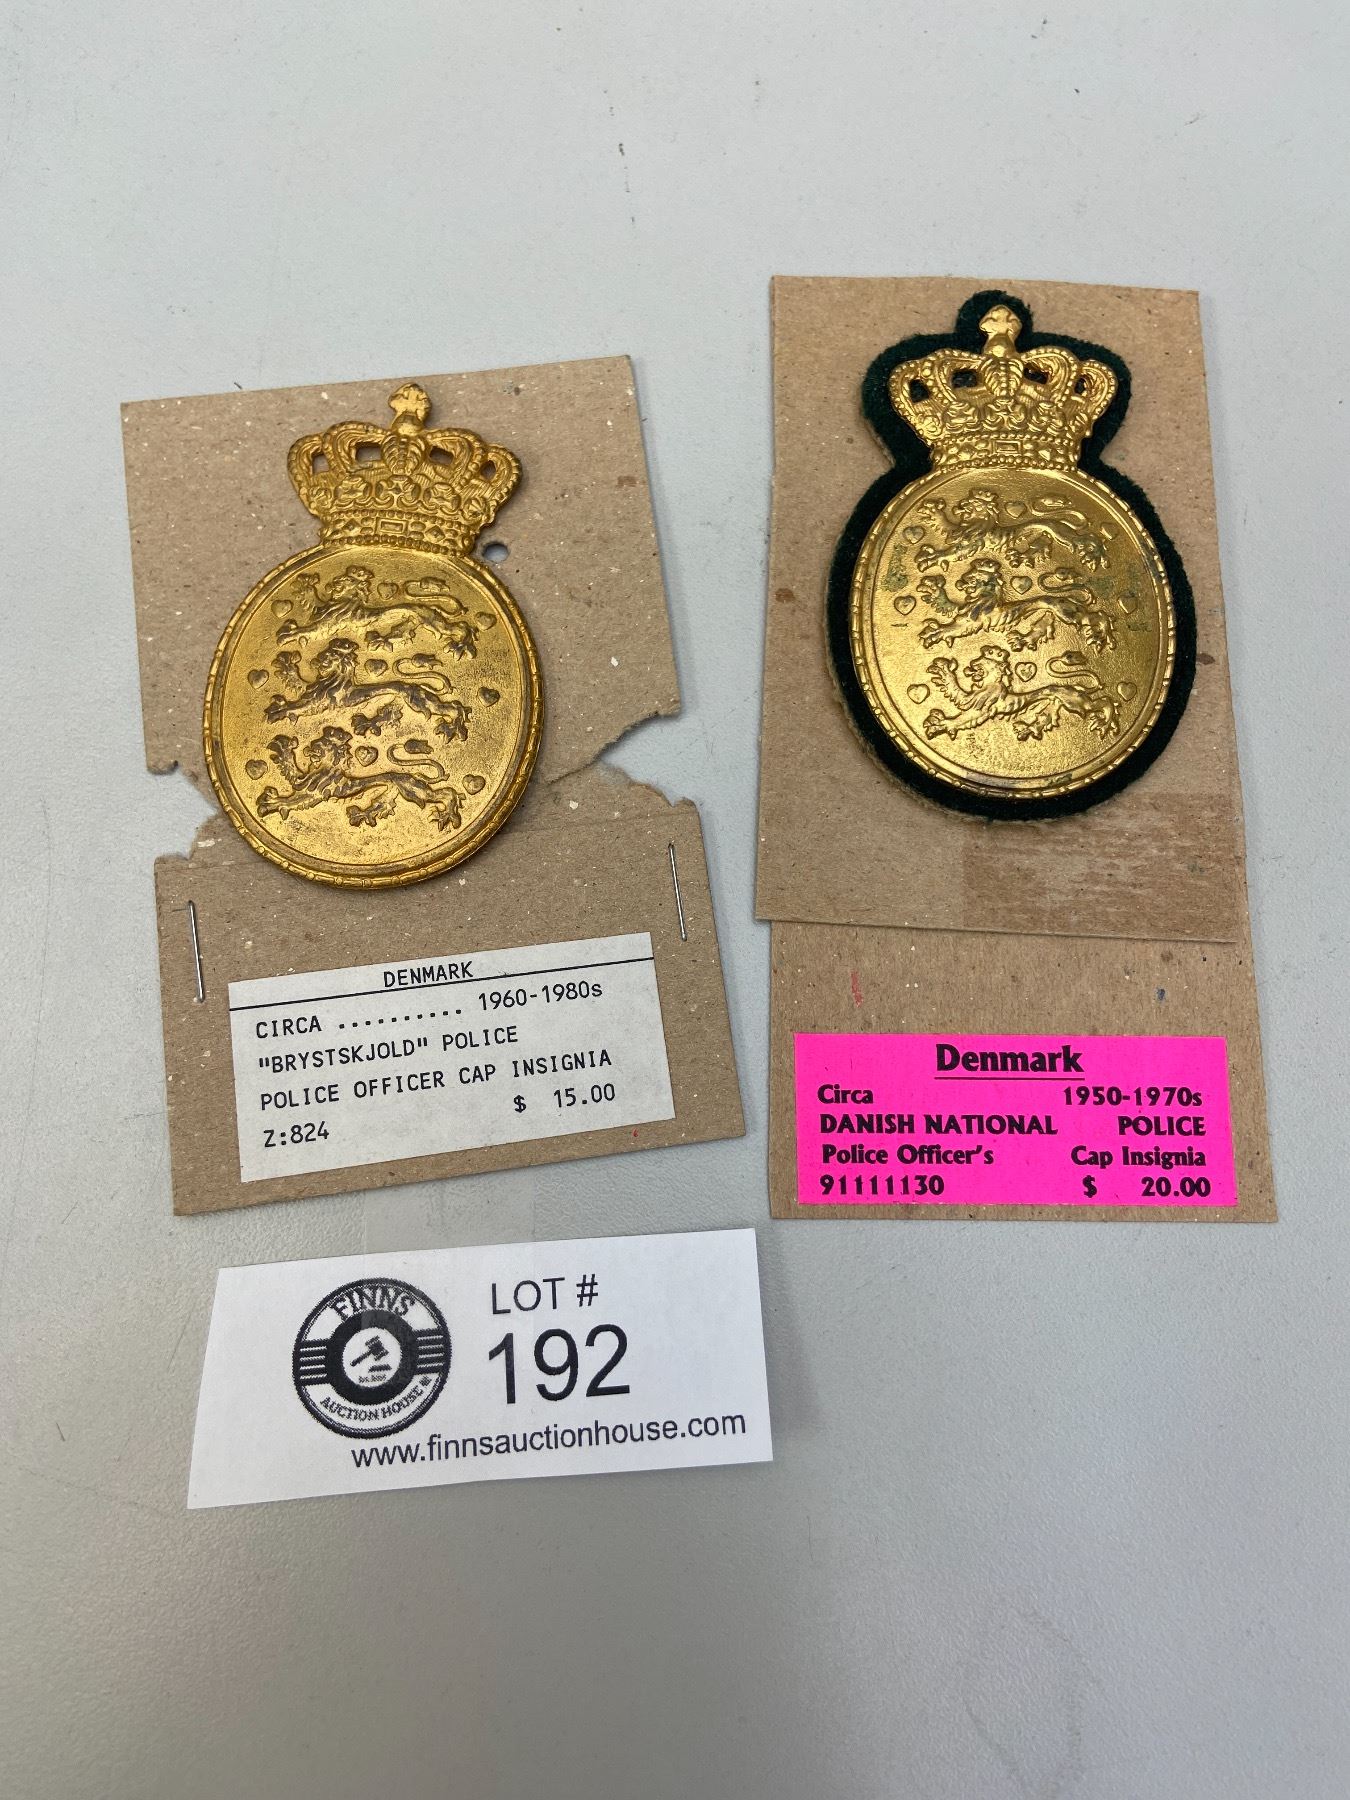 DENMARK
CIRCA .......... 1960-1980s
"BRYSTSKJOLD" POLICE
POLICE OFFICER CAP INSIGNIA
$ 15.00
Z:824
Denmark
Circa 1950-1970s
DANISH NATIONAL POLICE
Police Officer's Cap Insignia
91111130 $ 20.00
FINNS
AUCTION HOUSE
LOT #
192
www.finnsauctionhouse.com